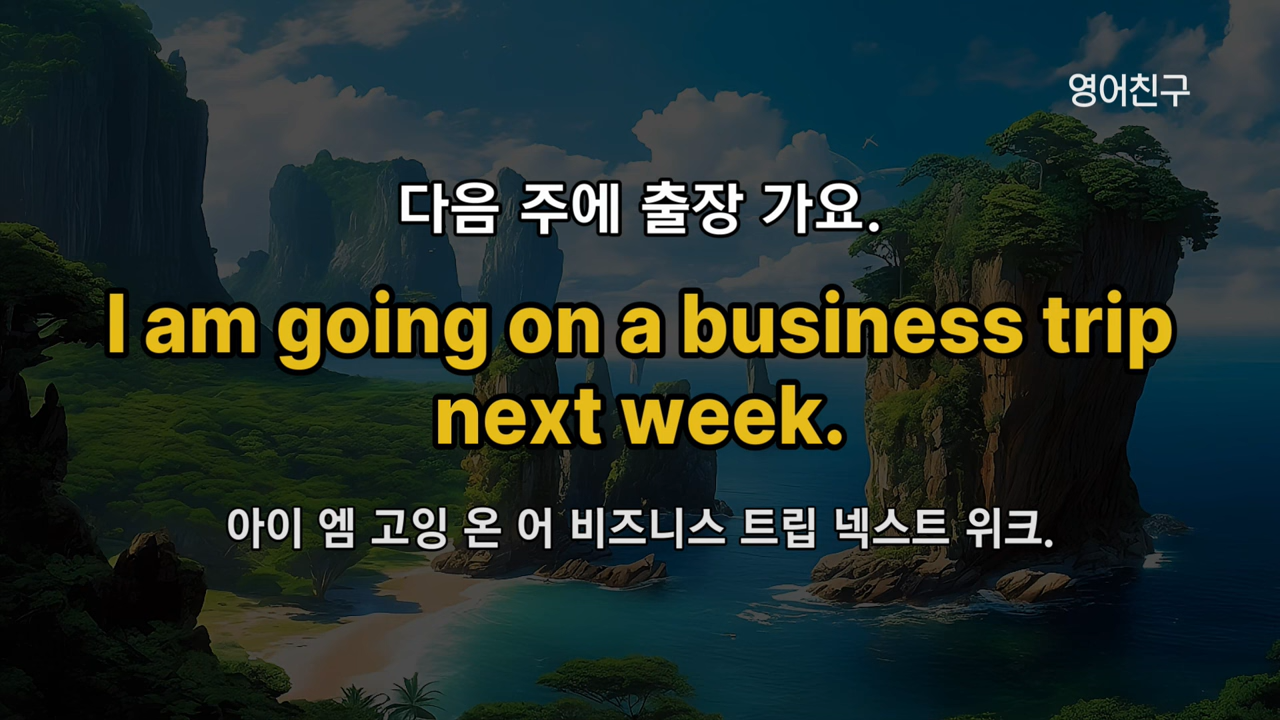 영어친구
다음 주에 출장 가요.
I am going on a business trip
next week.
아이 엠 고잉 온 어 비즈니스 트립 넥스트 위크.